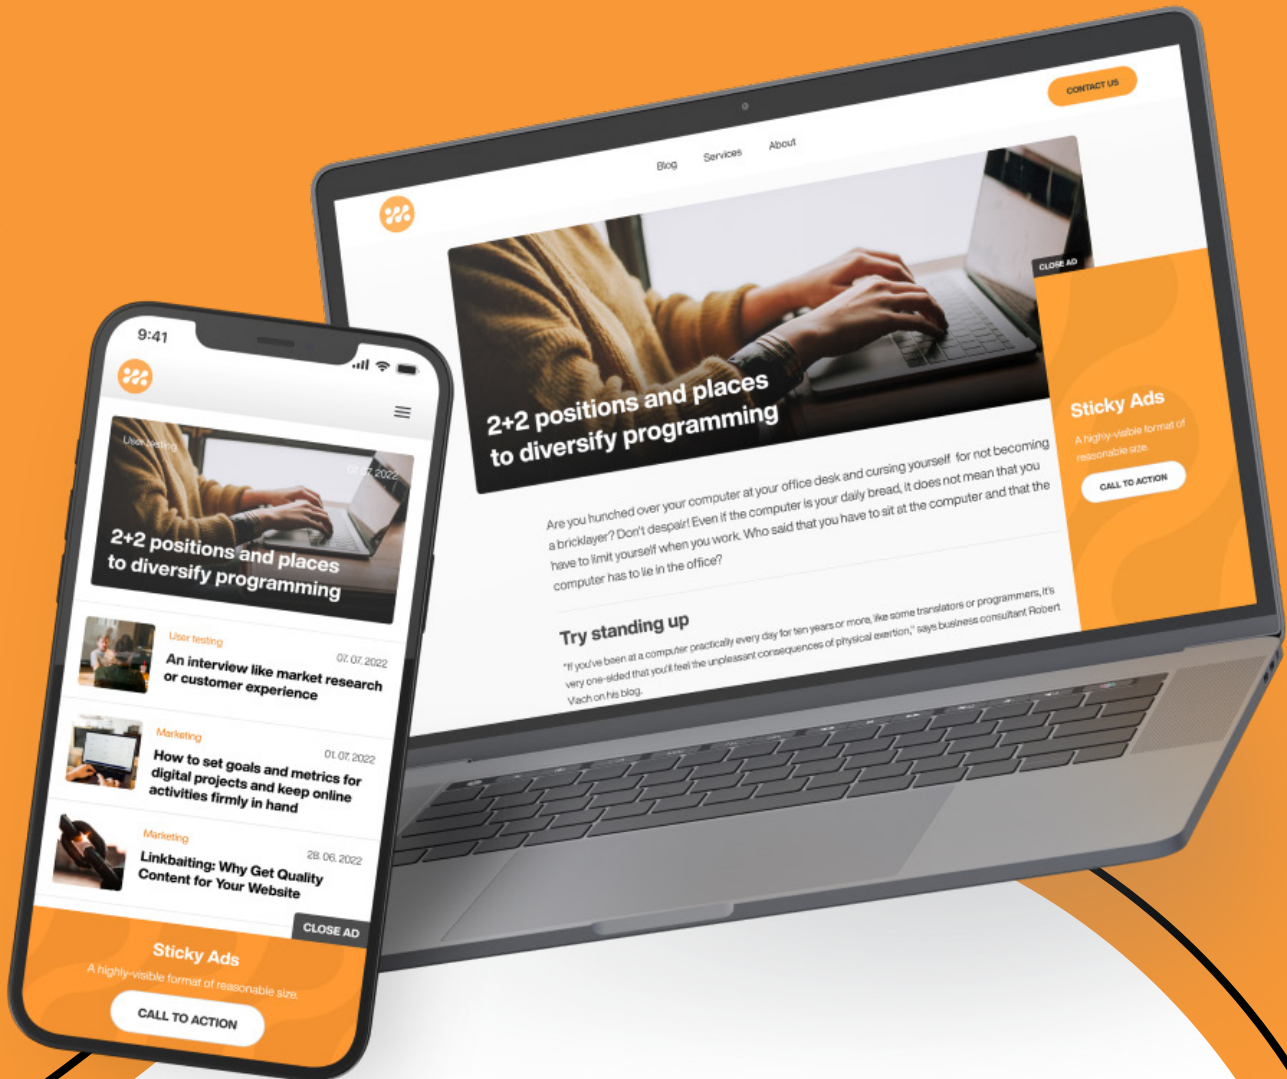 CONTACT US
Blog
Services
About
CLOSE AD
2+2 positions and places
to diversify programming
Sticky Ads
A highly-visible format of
reasonable size.
CALL TO ACTION
Are you hunched over your computer at your office desk and cursing yourself for not becoming
a bricklayer? Don't despair! Even if the computer is your daily bread, it does not mean that you
have to limit yourself when you work. Who said that you have to sit at the computer and that the
computer has to lie in the office?
Try standing up
"If you've been at a computer practically every day for ten years or more, like some translators or programmers, it's
very one-sided that you'll feel the unpleasant consequences of physical exertion," says business consultant Robert
Vlach on his blog.
9:41
User testing
07. 07. 2022
2+2 positions and places
to diversify programming
User testing
07. 07. 2022
An interview like market research
or customer experience
Marketing
01. 07. 2022
How to set goals and metrics for
digital projects and keep online
activities firmly in hand
Marketing
28. 06. 2022
Linkbaiting: Why Get Quality
Content for Your Website
CLOSE AD
Sticky Ads
A highly-visible format of reasonable size.
CALL TO ACTION